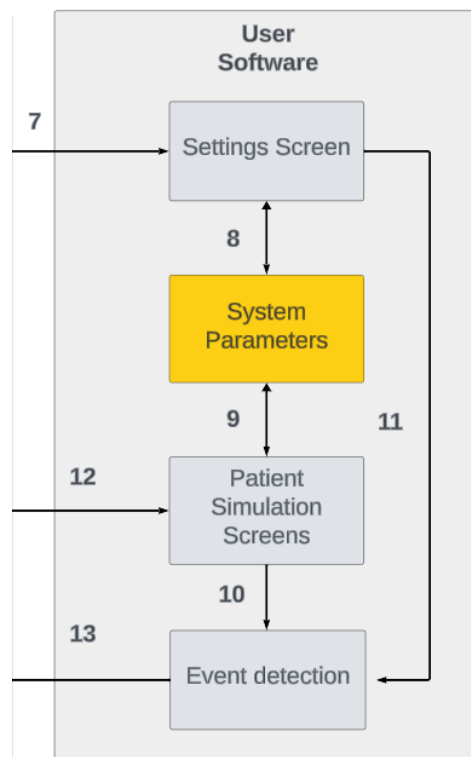 User
Software
7
Settings Screen
8
System
Parameters
9
11
12
Patient
Simulation
Screens
10
13
Event detection